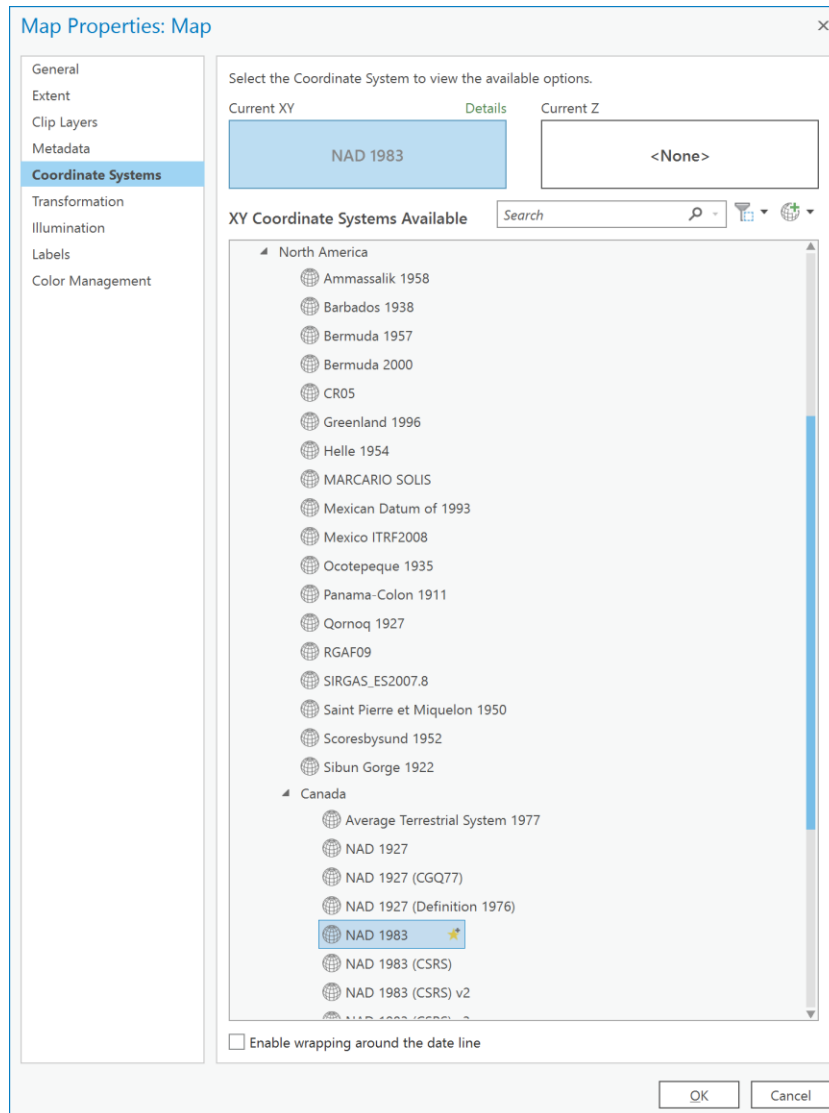 Map Properties: Map
General
Extent
Clip Layers
Metadata
Coordinate Systems
Transformation
Illumination
Labels
Color Management
Select the Coordinate System to view the available options.
Current XY Details Current Z
NAD 1983 <None>
XY Coordinate Systems Available Search
North America
Ammassalik 1958
Barbados 1938
Bermuda 1957
Bermuda 2000
CR05
Greenland 1996
Helle 1954
MARCARIO SOLIS
Mexican Datum of 1993
Mexico ITRF2008
Ocotepeque 1935
Panama-Colon 1911
Qornoq 1927
RGAF09
SIRGAS_ES2007.8
Saint Pierre et Miquelon 1950
Scoresbysund 1952
Sibun Gorge 1922
Canada
Average Terrestrial System 1977
NAD 1927
NAD 1927 (CGQ77)
NAD 1927 (Definition 1976)
NAD 1983
NAD 1983 (CSRS)
NAD 1983 (CSRS) v2
Enable wrapping around the date line
OK Cancel